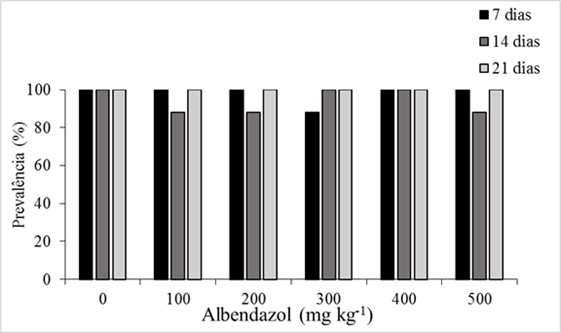 7 dias
14 dias
21 dias
Prevalência (%)
100
80
60
40
20
0
0 100 200 300 400 500
Albendazol (mg kg⁻¹)